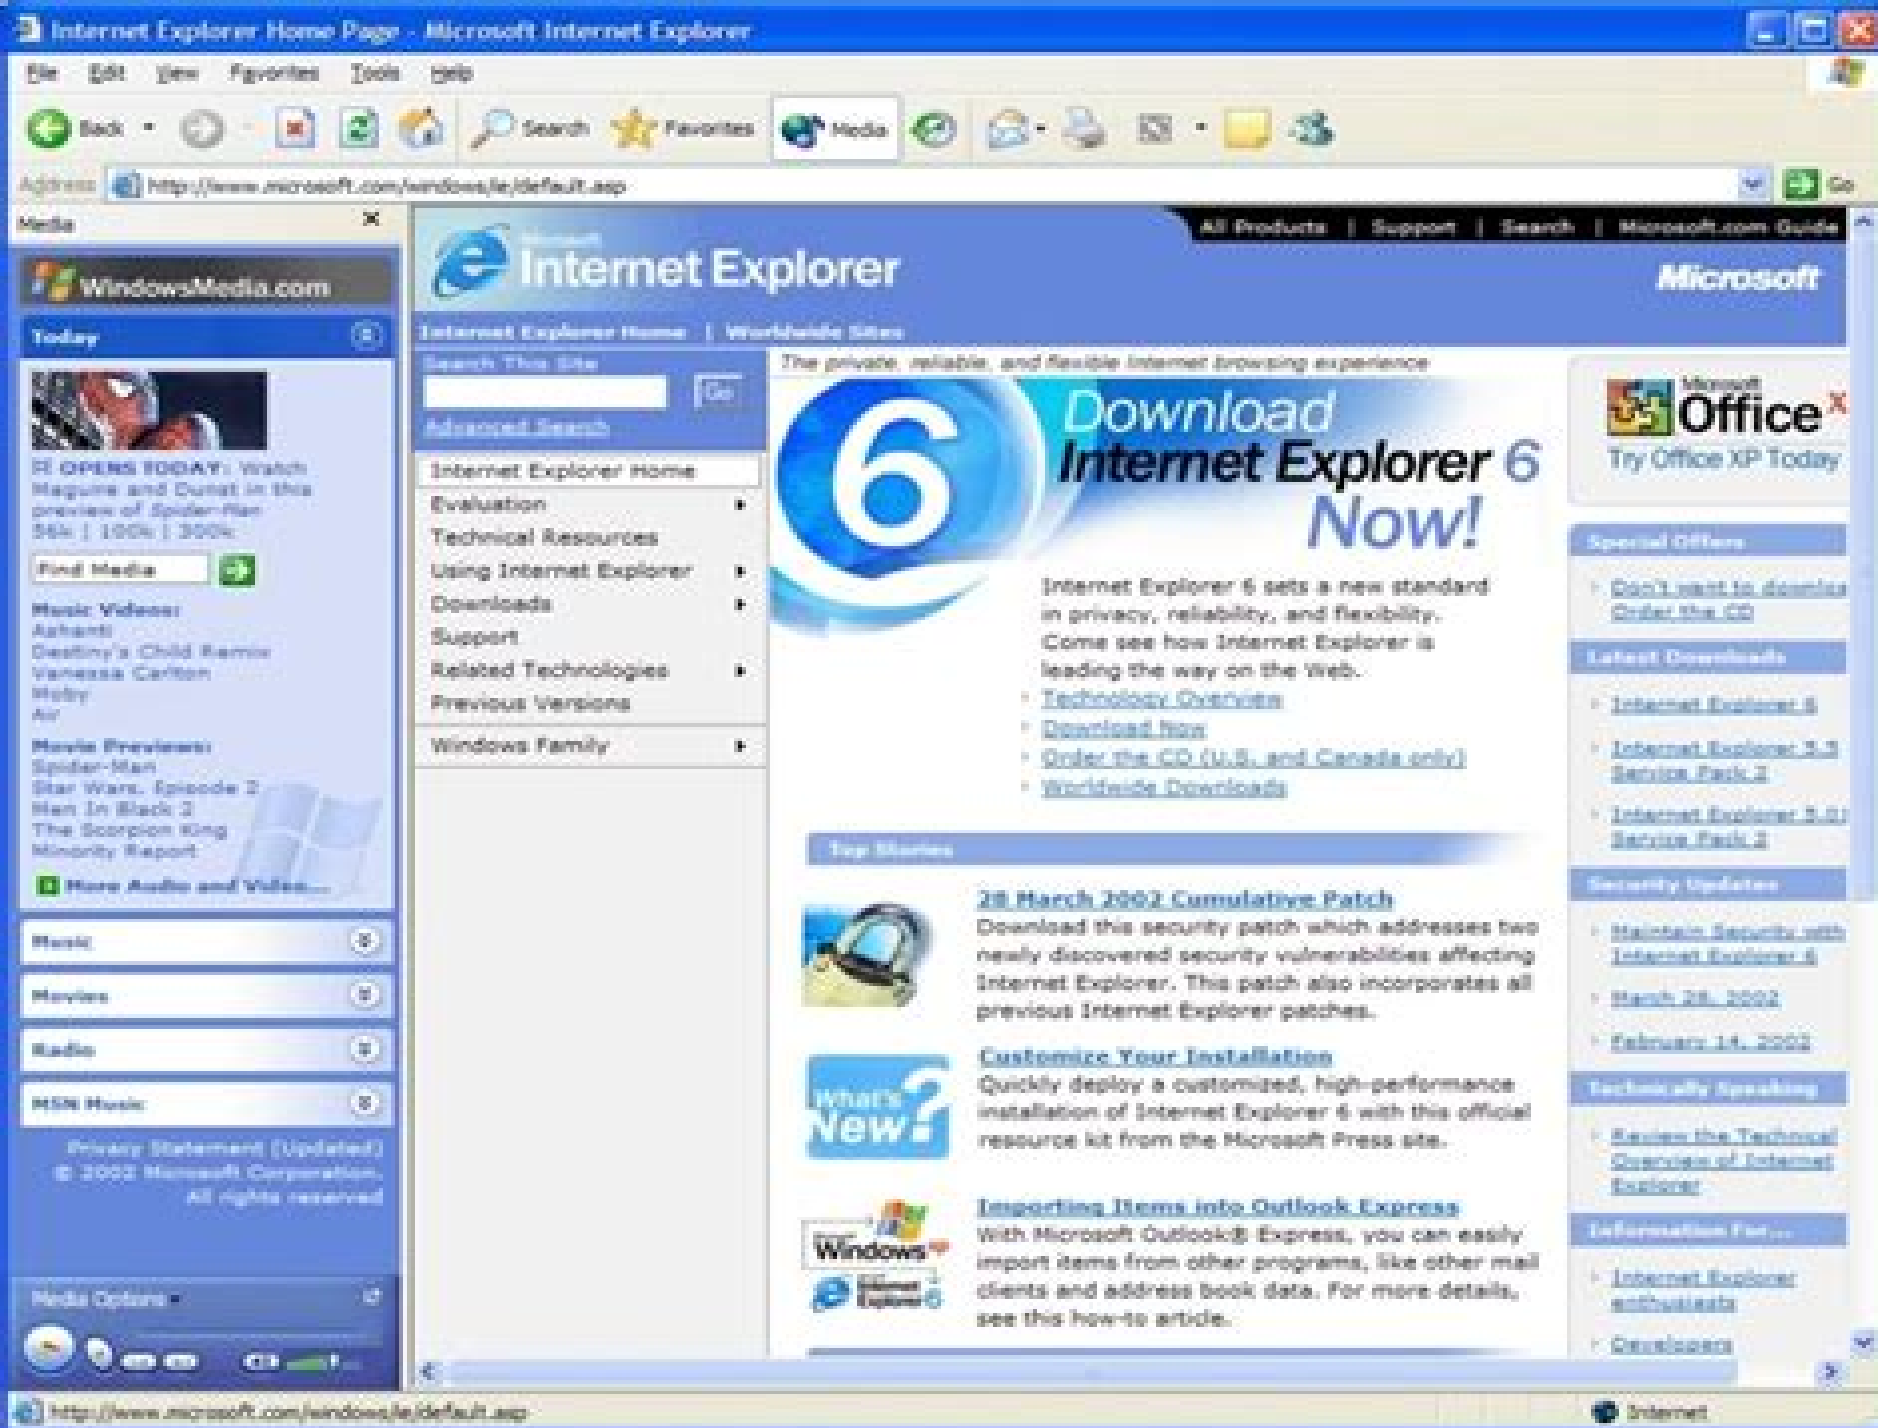 Internet Explorer Home Page - Microsoft Internet Explorer
File Edit View Favorites Tools Help
Back Search Favorites Media
Address http://www.microsoft.com/windows/ie/default.asp Go
Media
WindowsMedia.com
Today
OPENS TODAY: Watch
Maguire and Dunst in this
preview of Spider-Man
56k | 100k | 300k
Find Media
Music Videos:
Ashanti
Destiny's Child Remix
Vanessa Carlton
Moby
Air
Movie Previews:
Spider-Man
Star Wars. Episode 2
Men In Black 2
The Scorpion King
Minority Report
More Audio and Video...
Music
Movies
Radio
MSN Music
Privacy Statement (Updated)
© 2002 Microsoft Corporation.
All rights reserved
Media Options
All Products | Support | Search | Microsoft.com Guide
Microsoft
Internet Explorer
Microsoft
Internet Explorer Home | Worldwide Sites
Search This Site
Go
Advanced Search
Internet Explorer Home
Evaluation
Technical Resources
Using Internet Explorer
Downloads
Support
Related Technologies
Previous Versions
Windows Family
The private, reliable, and flexible Internet browsing experience
6
Download
Internet Explorer 6
Now!
Internet Explorer 6 sets a new standard
in privacy, reliability, and flexibility.
Come see how Internet Explorer is
leading the way on the Web.
Technology Overview
Download Now
Order the CD (U.S. and Canada only)
Worldwide Downloads
Top Stories
28 March 2002 Cumulative Patch
Download this security patch which addresses two
newly discovered security vulnerabilities affecting
Internet Explorer. This patch also incorporates all
previous Internet Explorer patches.
What's
New?
Customize Your Installation
Quickly deploy a customized, high-performance
installation of Internet Explorer 6 with this official
resource kit from the Microsoft Press site.
Windows xp
Internet
Explorer 6
Importing Items into Outlook Express
With Microsoft Outlook® Express, you can easily
import items from other programs, like other mail
clients and address book data. For more details,
see this how-to article.
Microsoft
Office X
Try Office XP Today
Special Offers
Don't want to downloa
Order the CD
Latest Downloads
Internet Explorer 6
Internet Explorer 5.5
Service Pack 2
Internet Explorer 5.01
Service Pack 2
Security Updates
Maintain Security with
Internet Explorer 6
March 28, 2002
February 14, 2002
Technically Speaking
Review the Technical
Overview of Internet
Explorer
Information For...
Internet Explorer
enthusiasts
Developers
http://www.microsoft.com/windows/ie/default.asp Internet